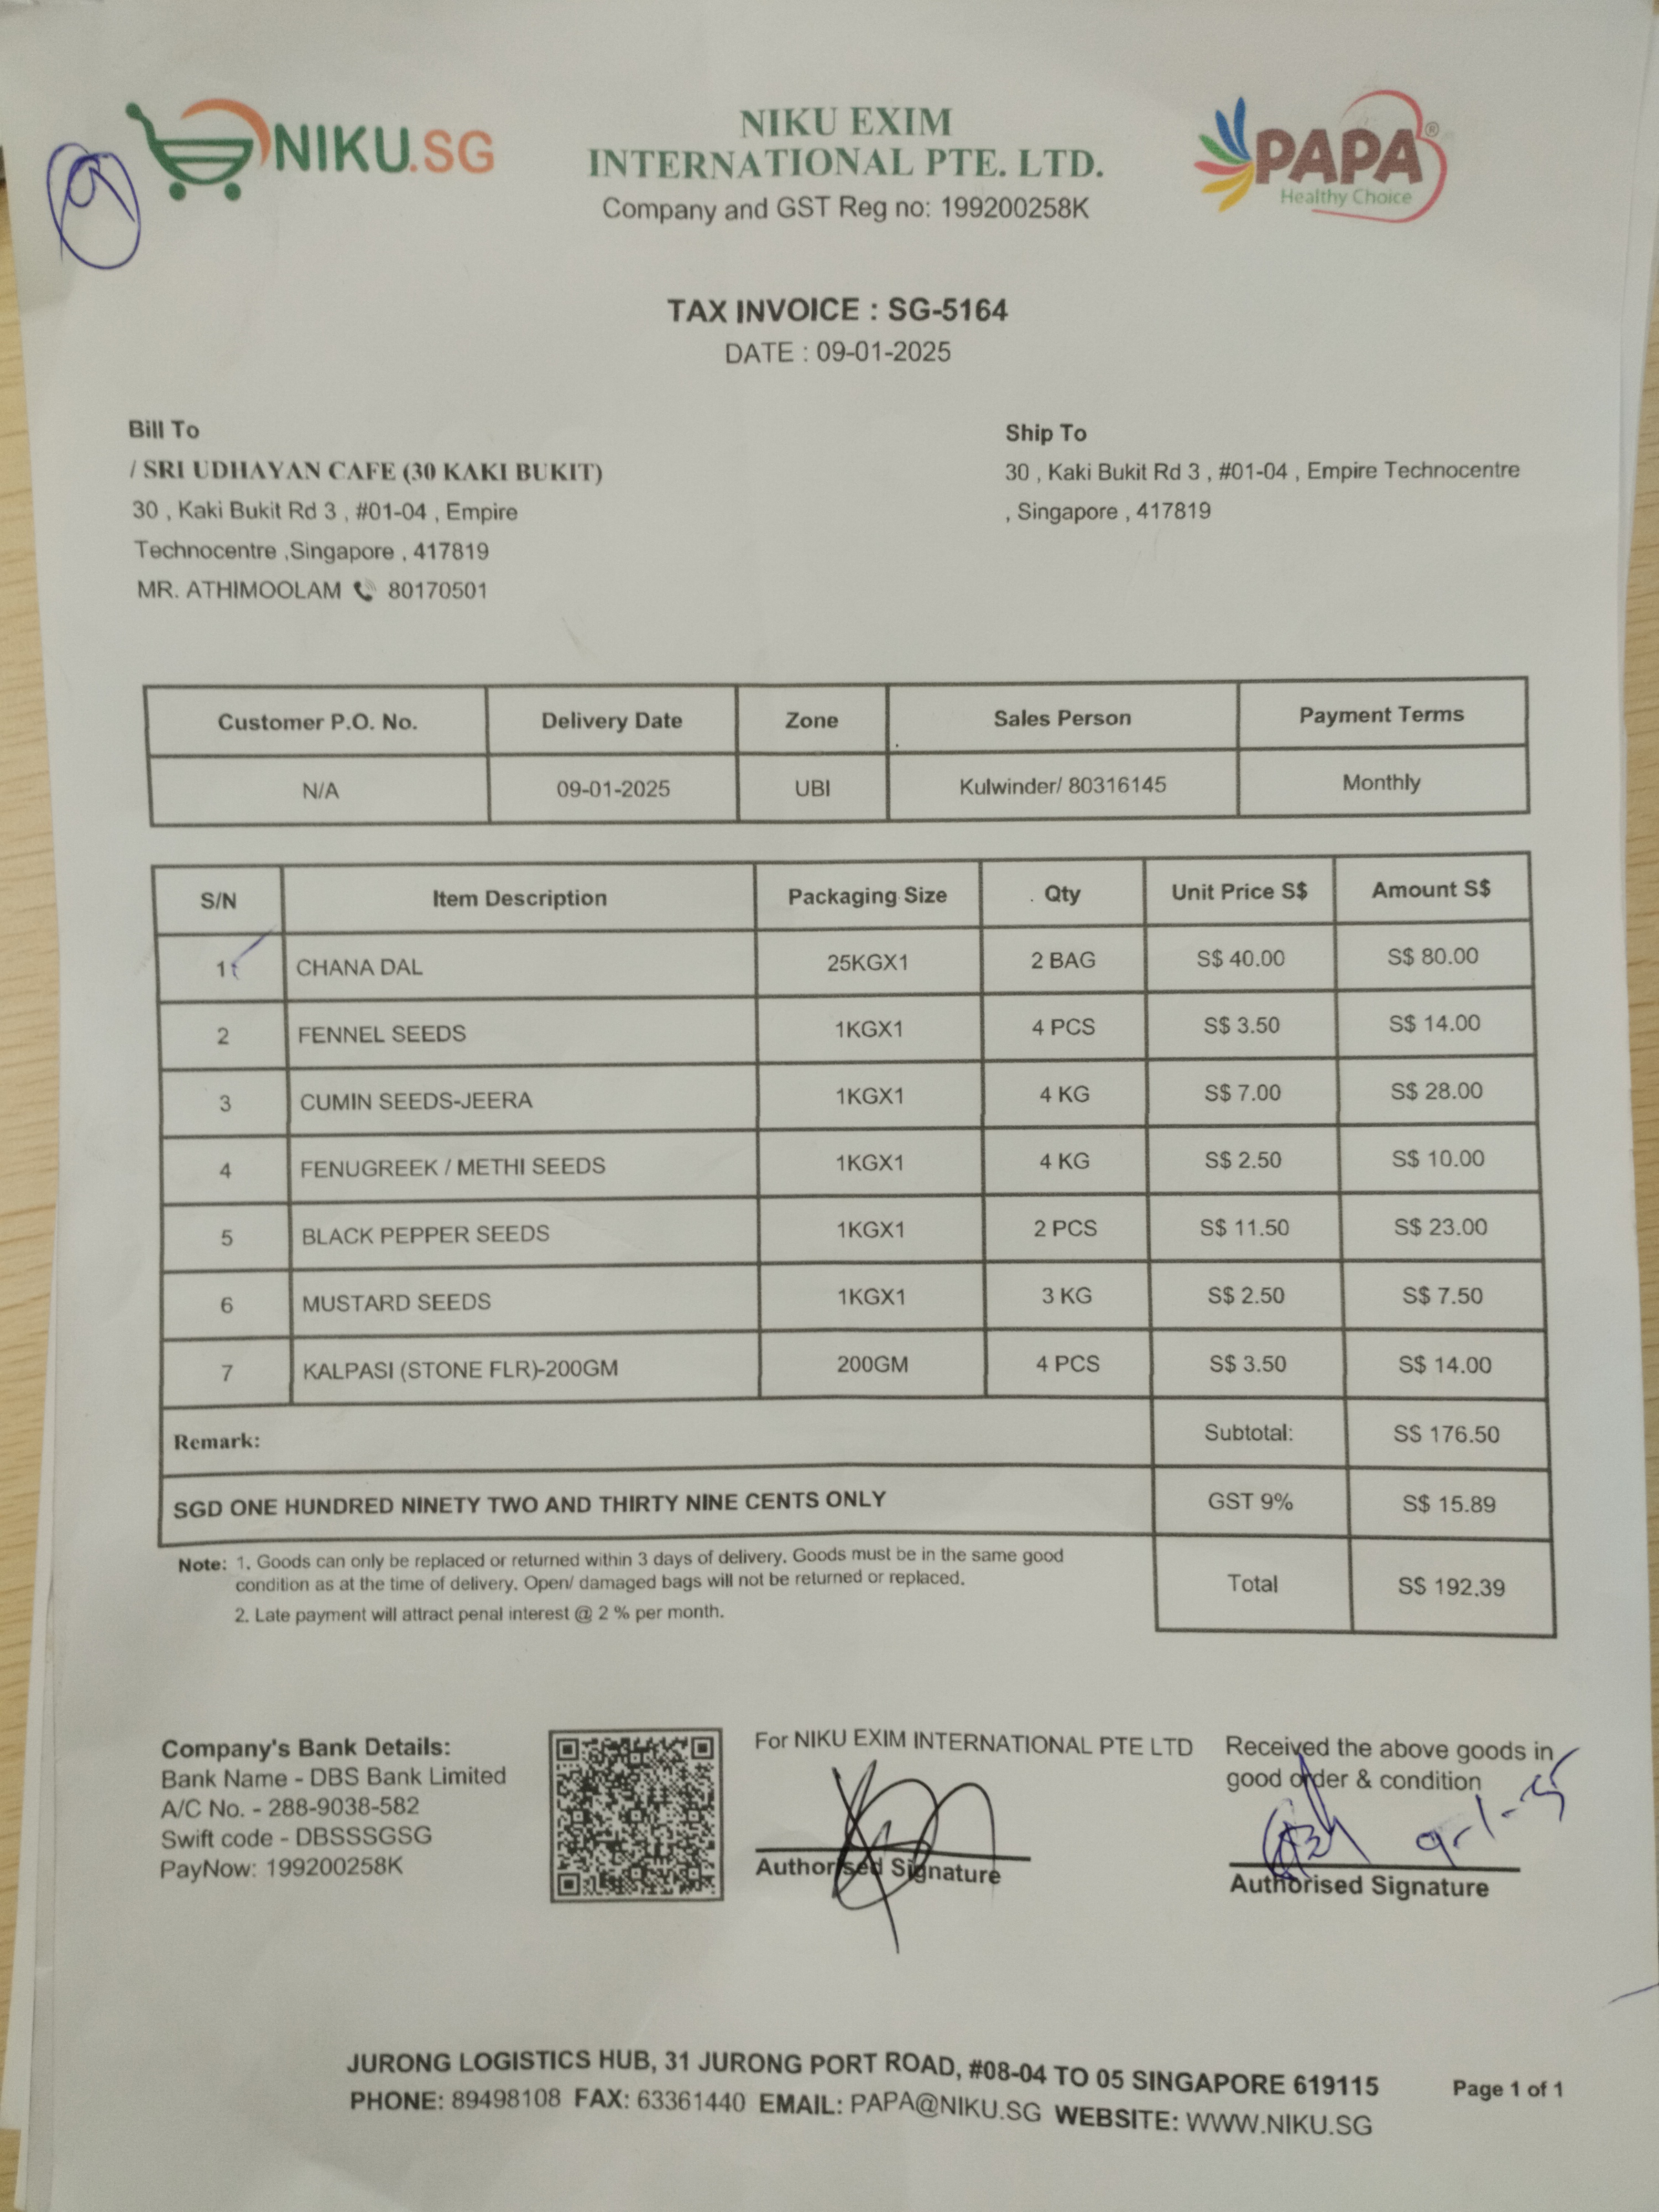 9
NIKU.SG
NIKU EXIM
INTERNATIONAL PTE. LTD.
Company and GST Reg no: 199200258K
PAPA®
Healthy Choice
TAX INVOICE : SG-5164
DATE : 09-01-2025
Bill To
/ SRI UDHAYAN CAFE (30 KAKI BUKIT)
30 , Kaki Bukit Rd 3 , #01-04 , Empire
Technocentre ,Singapore , 417819
MR. ATHIMOOLAM 80170501
Ship To
30 , Kaki Bukit Rd 3 , #01-04 , Empire Technocentre
, Singapore , 417819
Customer P.O. No. Delivery Date Zone Sales Person Payment Terms
N/A 09-01-2025 UBI Kulwinder/ 80316145 Monthly
S/N Item Description Packaging Size Qty Unit Price S$ Amount S$
1 CHANA DAL 25KGX1 2 BAG S$ 40.00 S$ 80.00
2 FENNEL SEEDS 1KGX1 4 PCS S$ 3.50 S$ 14.00
3 CUMIN SEEDS-JEERA 1KGX1 4 KG S$ 7.00 S$ 28.00
4 FENUGREEK / METHI SEEDS 1KGX1 4 KG S$ 2.50 S$ 10.00
5 BLACK PEPPER SEEDS 1KGX1 2 PCS S$ 11.50 S$ 23.00
6 MUSTARD SEEDS 1KGX1 3 KG S$ 2.50 S$ 7.50
7 KALPASI (STONE FLR)-200GM 200GM 4 PCS S$ 3.50 S$ 14.00
Remark: Subtotal: S$ 176.50
SGD ONE HUNDRED NINETY TWO AND THIRTY NINE CENTS ONLY GST 9% S$ 15.89
Note: 1. Goods can only be replaced or returned within 3 days of delivery. Goods must be in the same good
condition as at the time of delivery. Open/ damaged bags will not be returned or replaced.
2. Late payment will attract penal interest @ 2 % per month.
Total S$ 192.39
Company's Bank Details:
Bank Name - DBS Bank Limited
A/C No. - 288-9038-582
Swift code - DBSSSGSG
PayNow: 199200258K
For NIKU EXIM INTERNATIONAL PTE LTD
Authorised Signature
Received the above goods in
good order & condition
Authorised Signature
JURONG LOGISTICS HUB, 31 JURONG PORT ROAD, #08-04 TO 05 SINGAPORE 619115
PHONE: 89498108 FAX: 63361440 EMAIL: PAPA@NIKU.SG WEBSITE: WWW.NIKU.SG
Page 1 of 1